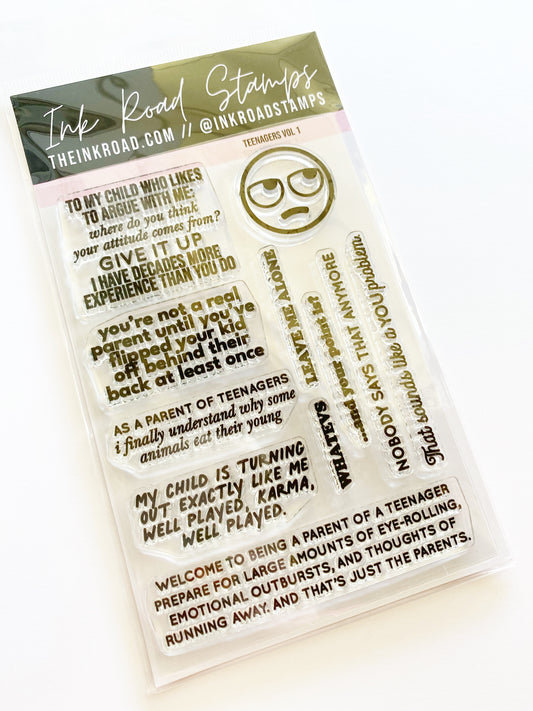 Ink Road Stamps
THEINKROAD.COM // @INKROADSTAMPS
TEENAGERS VOL 1
TO MY CHILD WHO LIKES
TO ARGUE WITH ME:
where do you think
your attitude comes from?
GIVE IT UP
I HAVE DECADES MORE
EXPERIENCE THAN YOU DO
you're not a real
parent until you've
flipped your kid
off behind their
back at least once
AS A PARENT OF TEENAGERS
i finally understand why some
animals eat their young
MY CHILD IS TURNING
OUT EXACTLY LIKE ME
WELL PLAYED, KARMA,
WELL PLAYED.
LEAVE ME ALONE
WHATEVS
...and your point is?
NOBODY SAYS THAT ANYMORE
That sounds like a YOU problem
WELCOME TO BEING A PARENT OF A TEENAGER
PREPARE FOR LARGE AMOUNTS OF EYE-ROLLING,
EMOTIONAL OUTBURSTS, AND THOUGHTS OF
RUNNING AWAY. AND THAT'S JUST THE PARENTS.